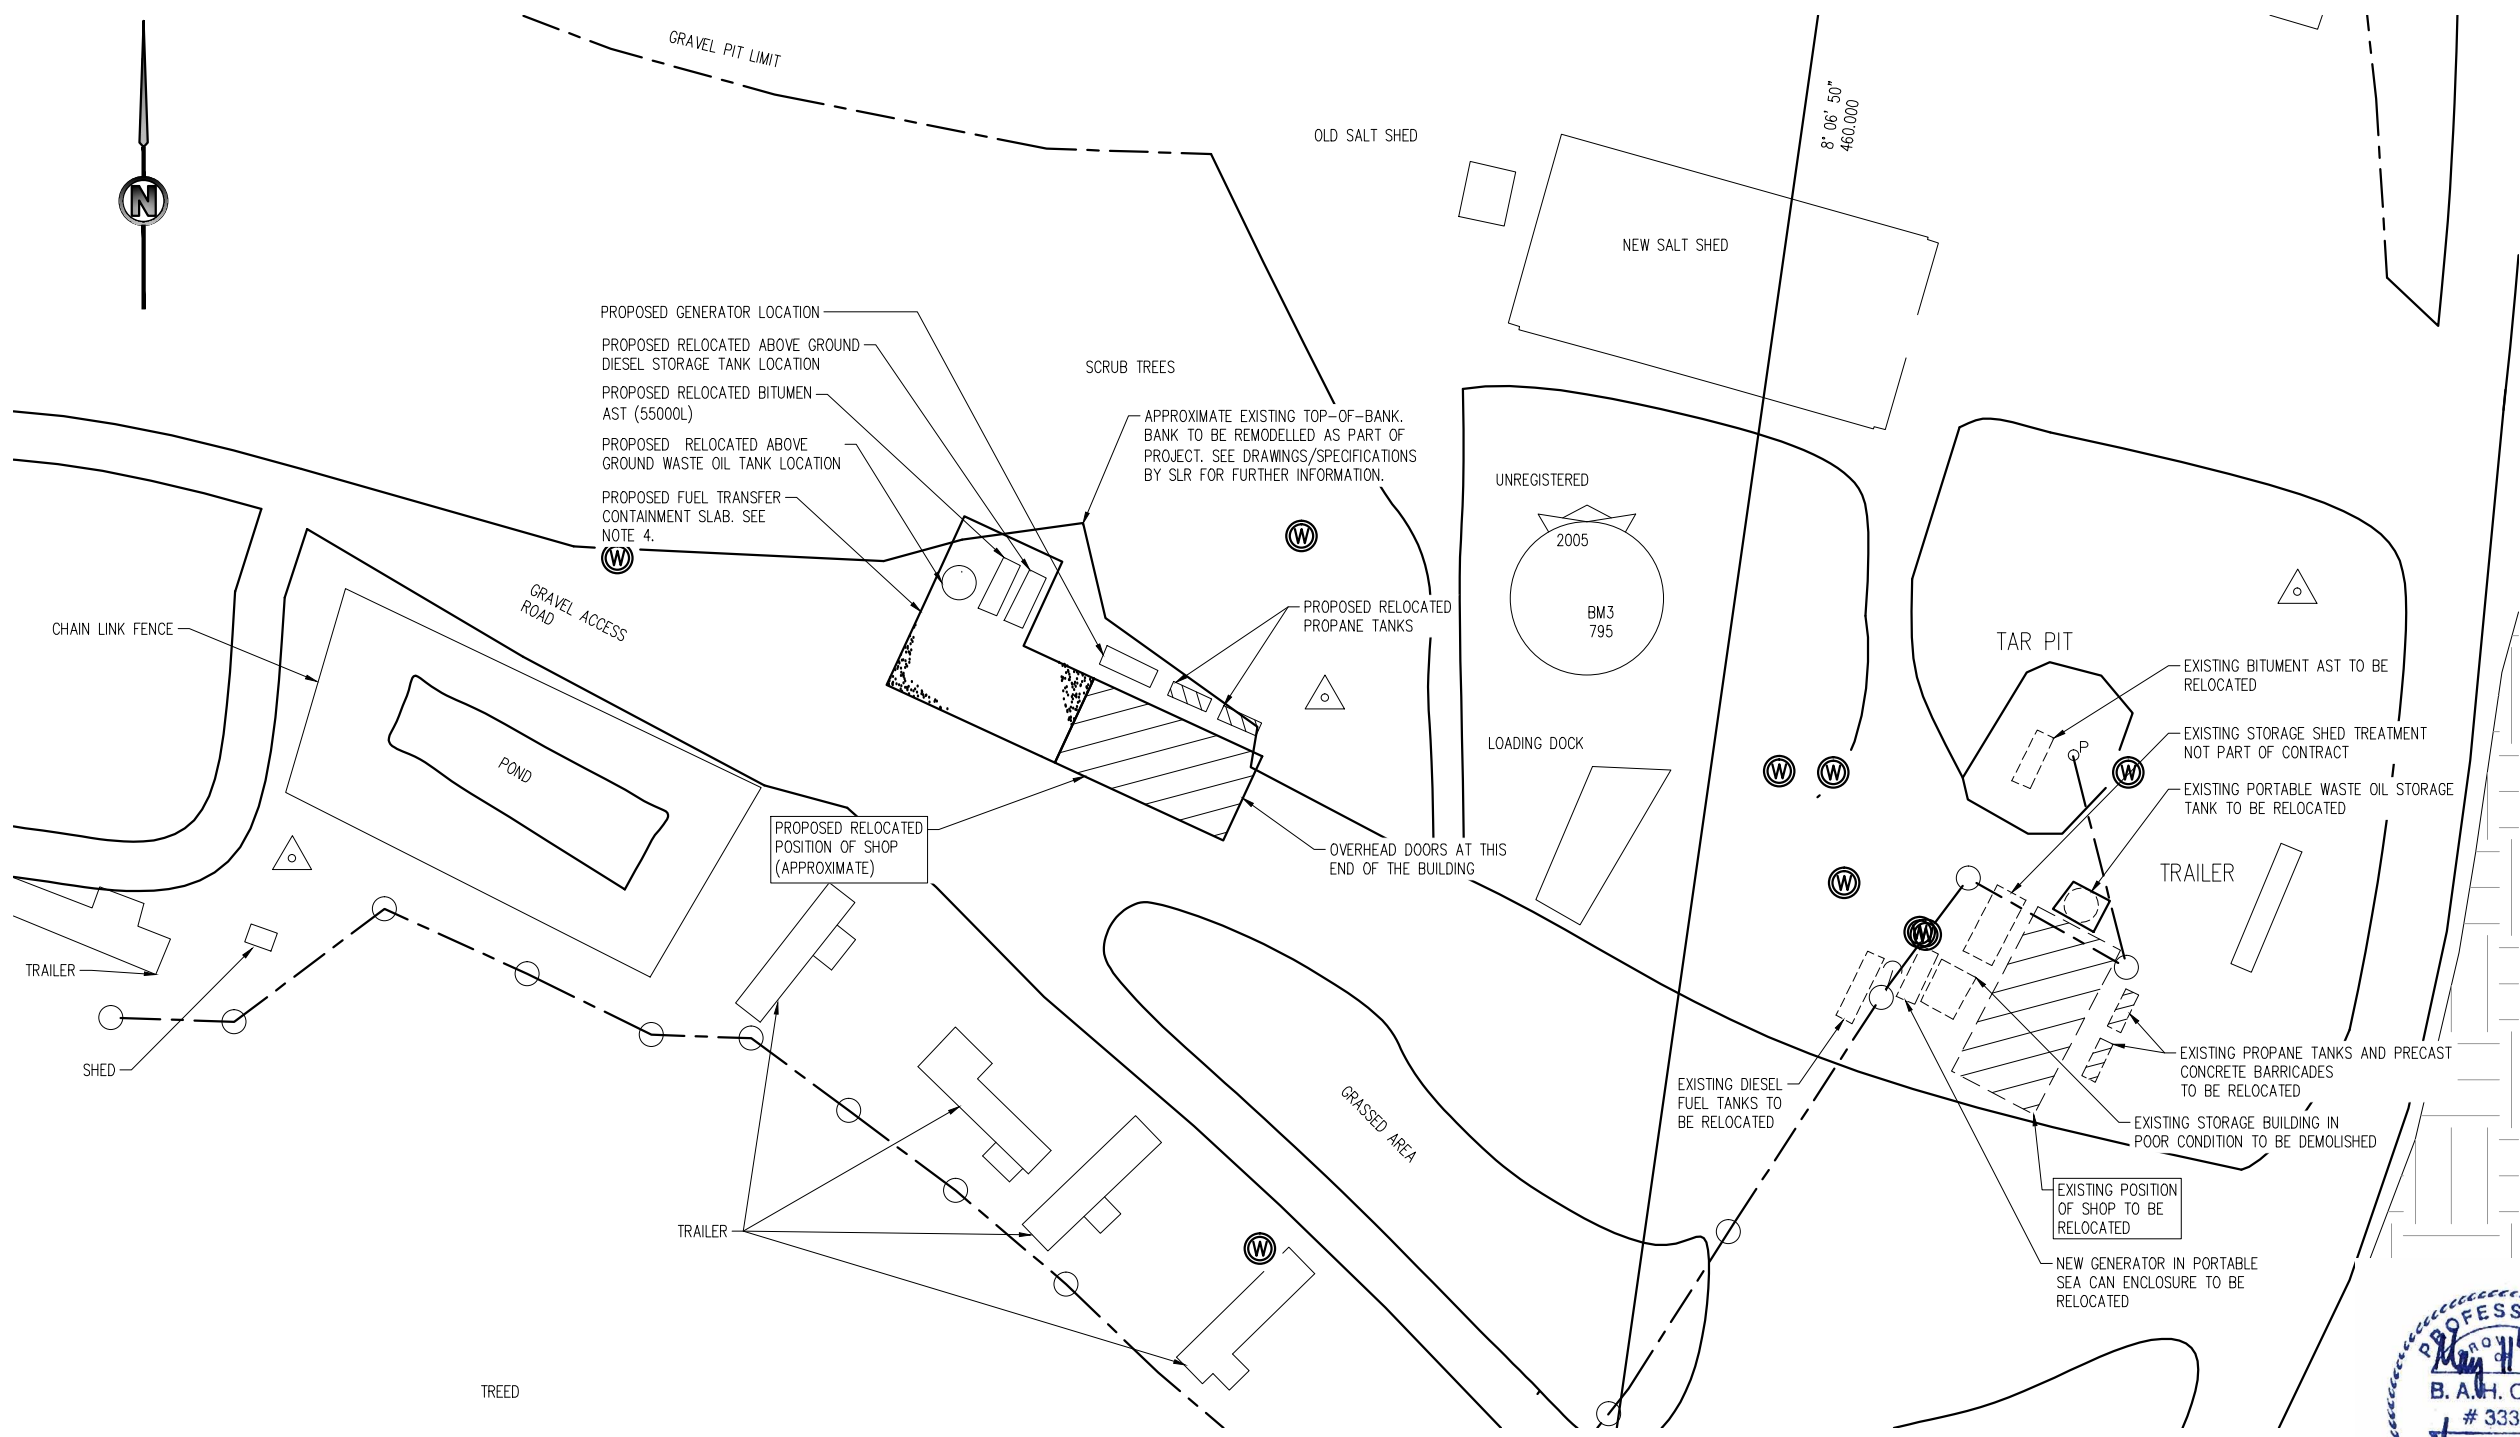 GRAVEL PIT LIMIT
N
OLD SALT SHED
8° 06' 50"
460.000
NEW SALT SHED
PROPOSED GENERATOR LOCATION
PROPOSED RELOCATED ABOVE GROUND
DIESEL STORAGE TANK LOCATION
PROPOSED RELOCATED BITUMEN
AST (55000L)
PROPOSED RELOCATED ABOVE
GROUND WASTE OIL TANK LOCATION
PROPOSED FUEL TRANSFER
CONTAINMENT SLAB. SEE
NOTE 4.
W
SCRUB TREES
APPROXIMATE EXISTING TOP-OF-BANK.
BANK TO BE REMODELLED AS PART OF
PROJECT. SEE DRAWINGS/SPECIFICATIONS
BY SLR FOR FURTHER INFORMATION.
W
UNREGISTERED
2005
BM3
795
GRAVEL ACCESS
ROAD
CHAIN LINK FENCE
PROPOSED RELOCATED
PROPANE TANKS
TAR PIT
EXISTING BITUMENT AST TO BE
RELOCATED
P
EXISTING STORAGE SHED TREATMENT
NOT PART OF CONTRACT
LOADING DOCK
W
W
W
EXISTING PORTABLE WASTE OIL STORAGE
TANK TO BE RELOCATED
POND
PROPOSED RELOCATED
POSITION OF SHOP
(APPROXIMATE)
OVERHEAD DOORS AT THIS
END OF THE BUILDING
TRAILER
W
W
TRAILER
SHED
EXISTING DIESEL
FUEL TANKS TO
BE RELOCATED
EXISTING PROPANE TANKS AND PRECAST
CONCRETE BARRICADES
TO BE RELOCATED
GRASSED AREA
EXISTING STORAGE BUILDING IN
POOR CONDITION TO BE DEMOLISHED
EXISTING POSITION
OF SHOP TO BE
RELOCATED
TRAILER
W
NEW GENERATOR IN PORTABLE
SEA CAN ENCLOSURE TO BE
RELOCATED
TREED
PROFESS
PROV
OF
May 11
B. A. H. C
# 333